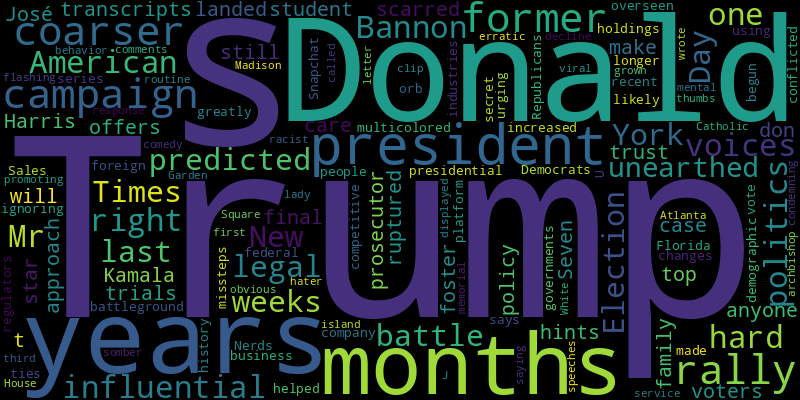 José transcripts landed student scarred former overseen one
coarser Bannon holdings erratic conflicted
behavior comments still S Donald make Day using
American Madison Snapchat called letter clip wrote longer decline
flashing series routine industries viral grown recent begun
campaign response greatly orb secret urging Republicans likely mental thumbs
Harris offers care multicolored increased York Catholic don
comedy racist president trust voices
predicted foreign Garden people presidential Democrats U unearthed
Sales Times Trump
promoting will lady competitive prosecutor ruptured displayed platform Atlanta condemning
ignoring right Square final first case politics
Mr approach last New federal Seven Election Florida demographic vote archbishop
star Kamala legal missteps hater foster memorial policy governments White changes
regulators trials obvious weeks top
battleground island says anyone
t years history Nerds company battle hints hard
third somber business months family made rally
ties saying speeches
House influential helped J service voters